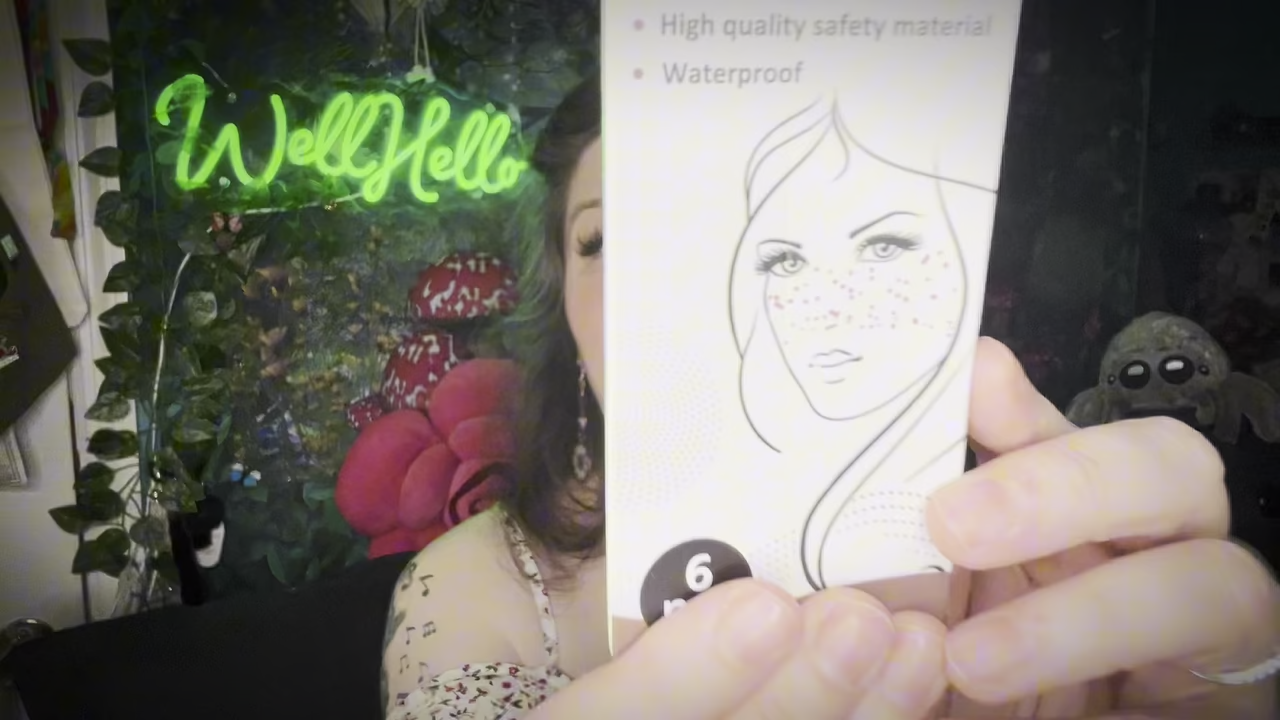 WellHello
• High quality safety material
• Waterproof
6